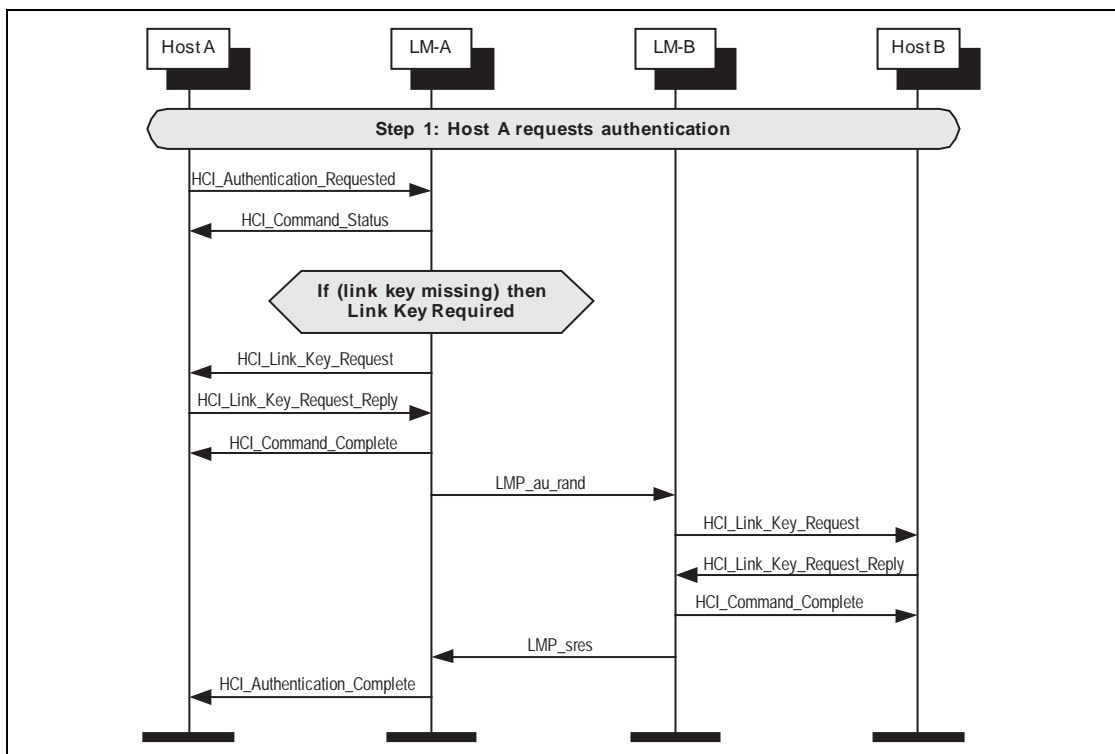 Host A
LM-A
LM-B
Host B
Step 1: Host A requests authentication
HCI_Authentication_Requested
HCI_Command_Status
If (link key missing) then
Link Key Required
HCI_Link_Key_Request
HCI_Link_Key_Request_Reply
HCI_Command_Complete
LMP_au_rand
HCI_Link_Key_Request
HCI_Link_Key_Request_Reply
HCI_Command_Complete
LMP_sres
HCI_Authentication_Complete